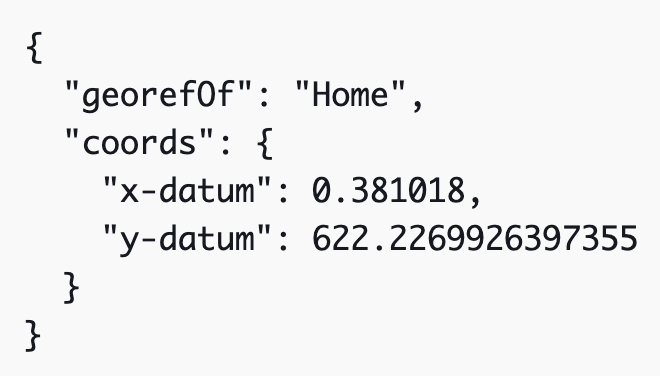 {
  "georefOf": "Home",
  "coords": {
    "x-datum": 0.381018,
    "y-datum": 622.2269926397355
  }
}